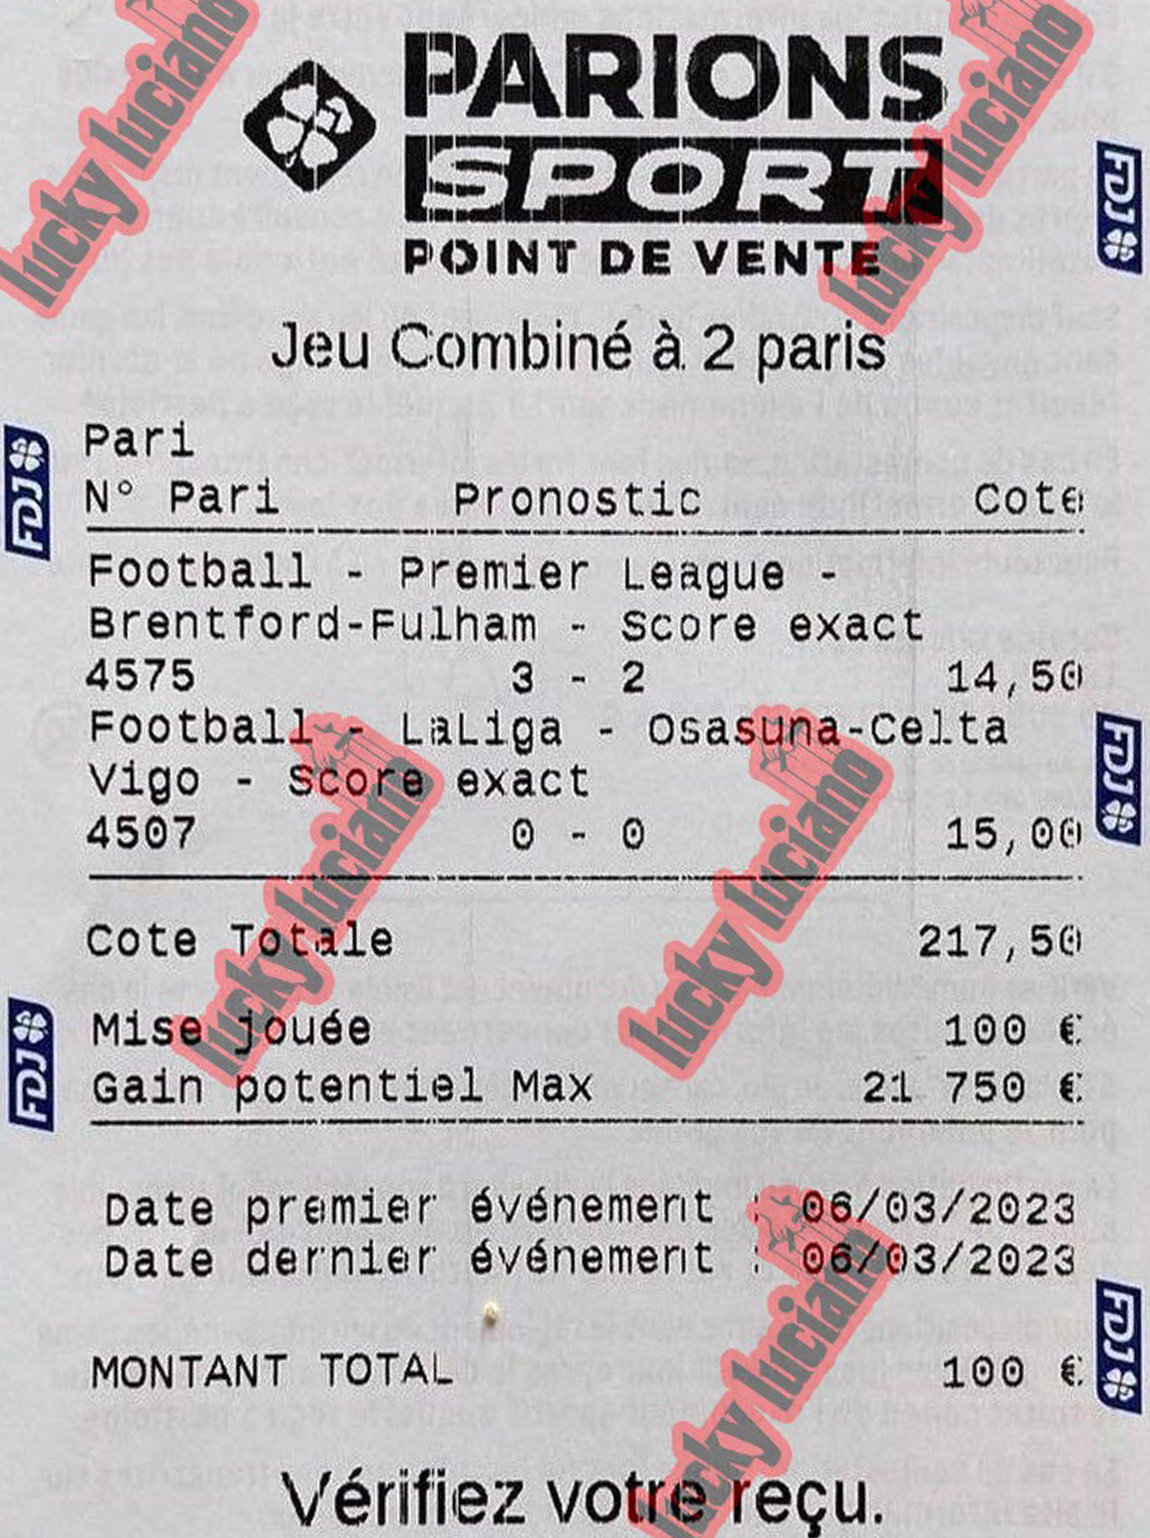 PARIONS
SPORT
POINT DE VENTE
Jeu Combiné à 2 paris
Pari
N° Pari Pronostic Cote
Football - Premier League -
Brentford-Fulham - Score exact
4575 3 - 2 14,50
Football - LaLiga - Osasuna-Celta
Vigo - Score exact
4507 0 - 0 15,00
Cote Totale 217,50
Mise jouée 100 €
Gain potentiel Max 21 750 €
Date premier événement : 06/03/2023
Date dernier événement : 06/03/2023
MONTANT TOTAL 100 €
Vérifiez votre reçu.
FDJ
FDJ
FDJ
FDJ
FDJ
lucky luciano
lucky luciano
lucky luciano
lucky luciano
lucky luciano